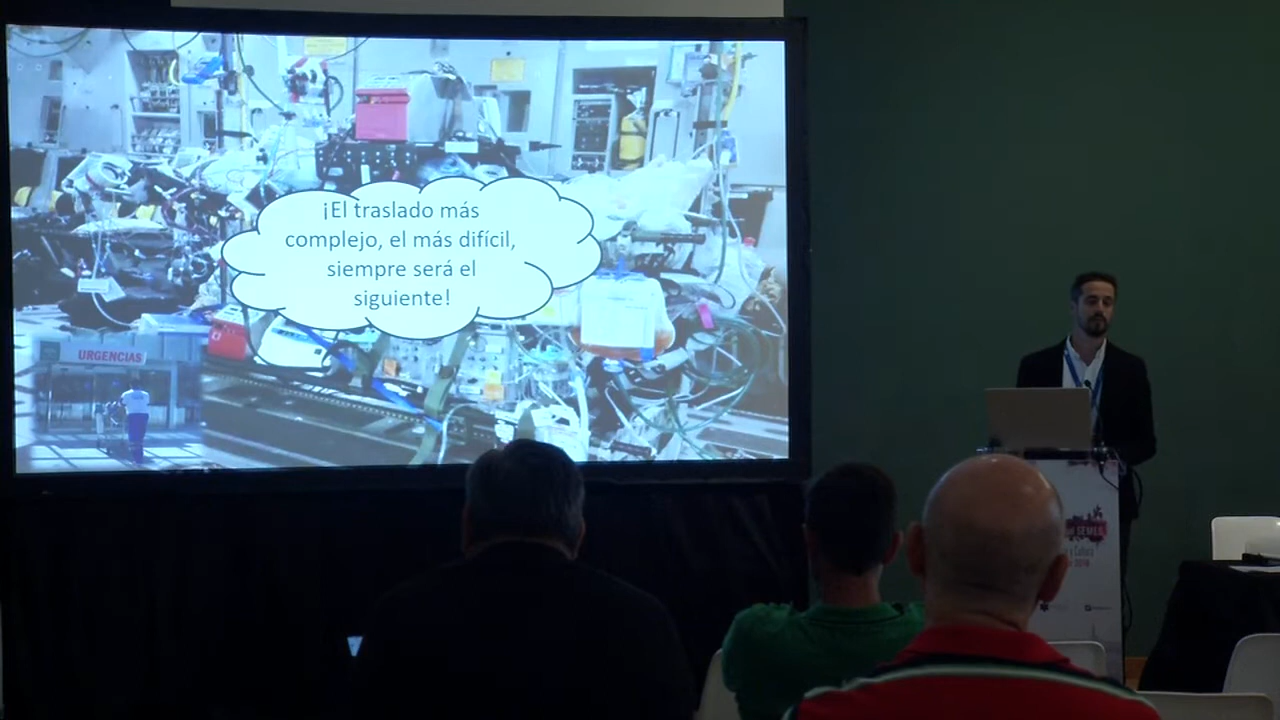 ¡El traslado más
complejo, el más difícil,
siempre será el
siguiente!
URGENCIAS